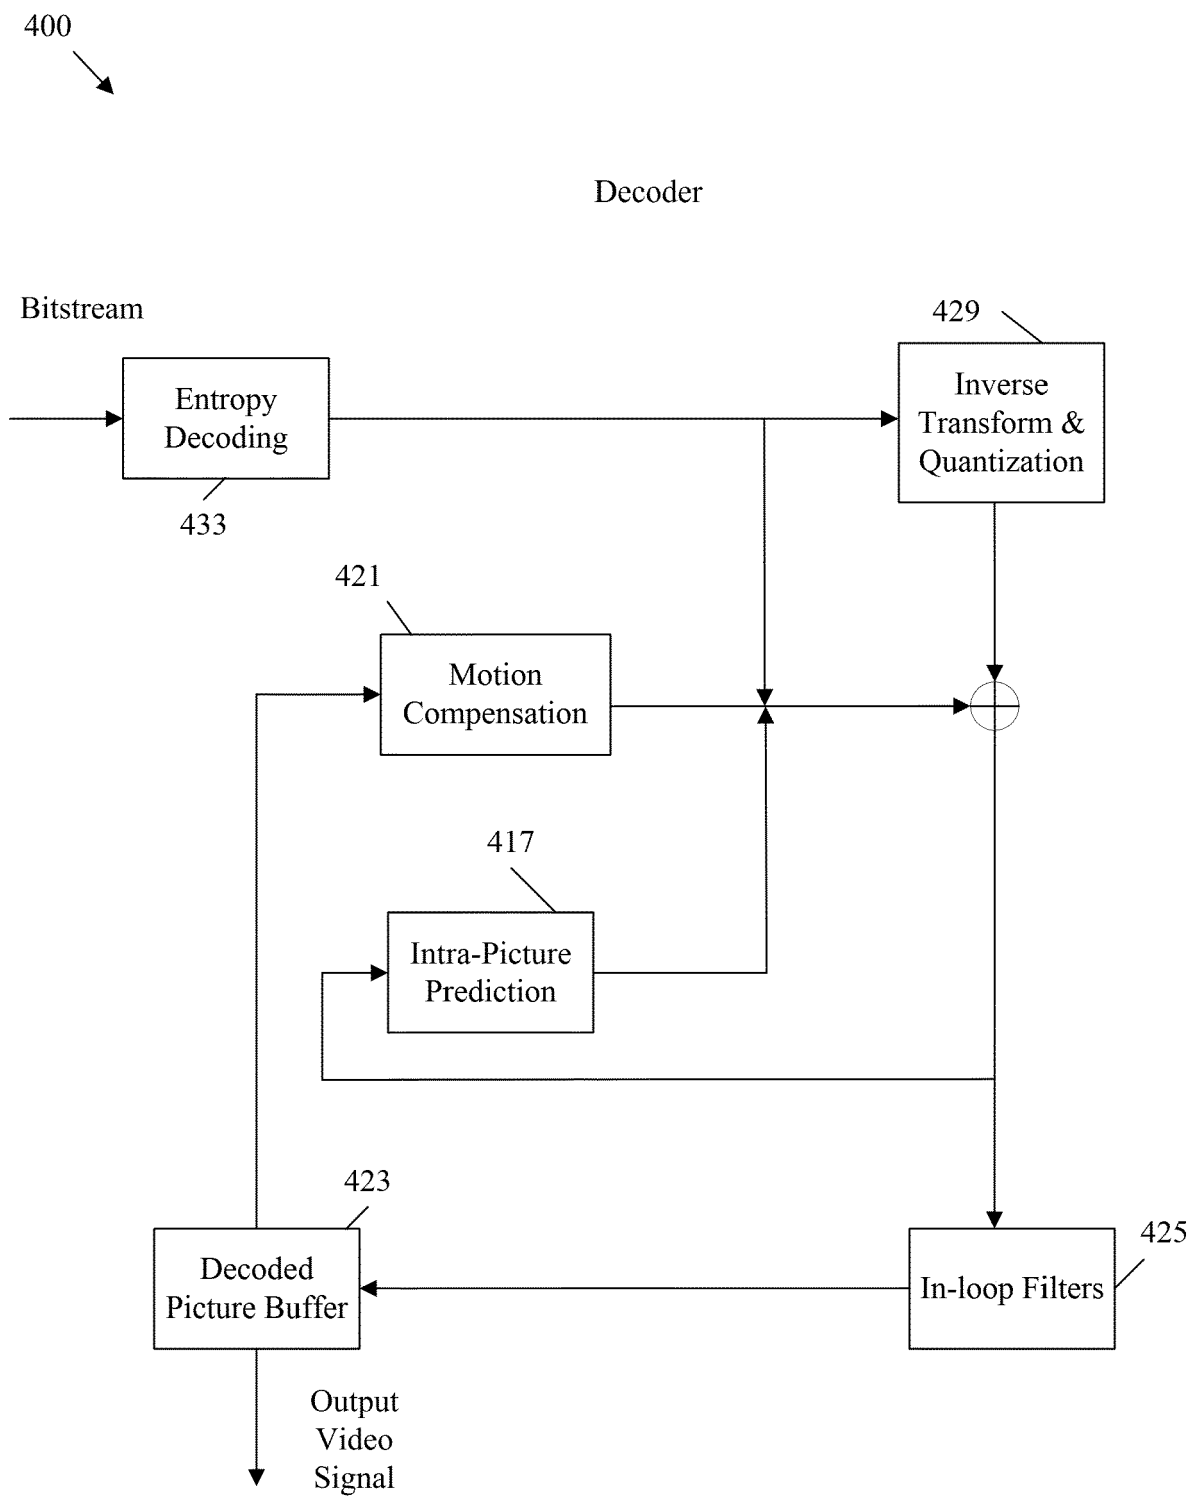 400
Decoder
Bitstream
429
Entropy
Decoding
Inverse
Transform &
Quantization
433
421
Motion
Compensation
417
Intra-Picture
Prediction
423
425
Decoded
Picture Buffer
In-loop Filters
Output
Video
Signal